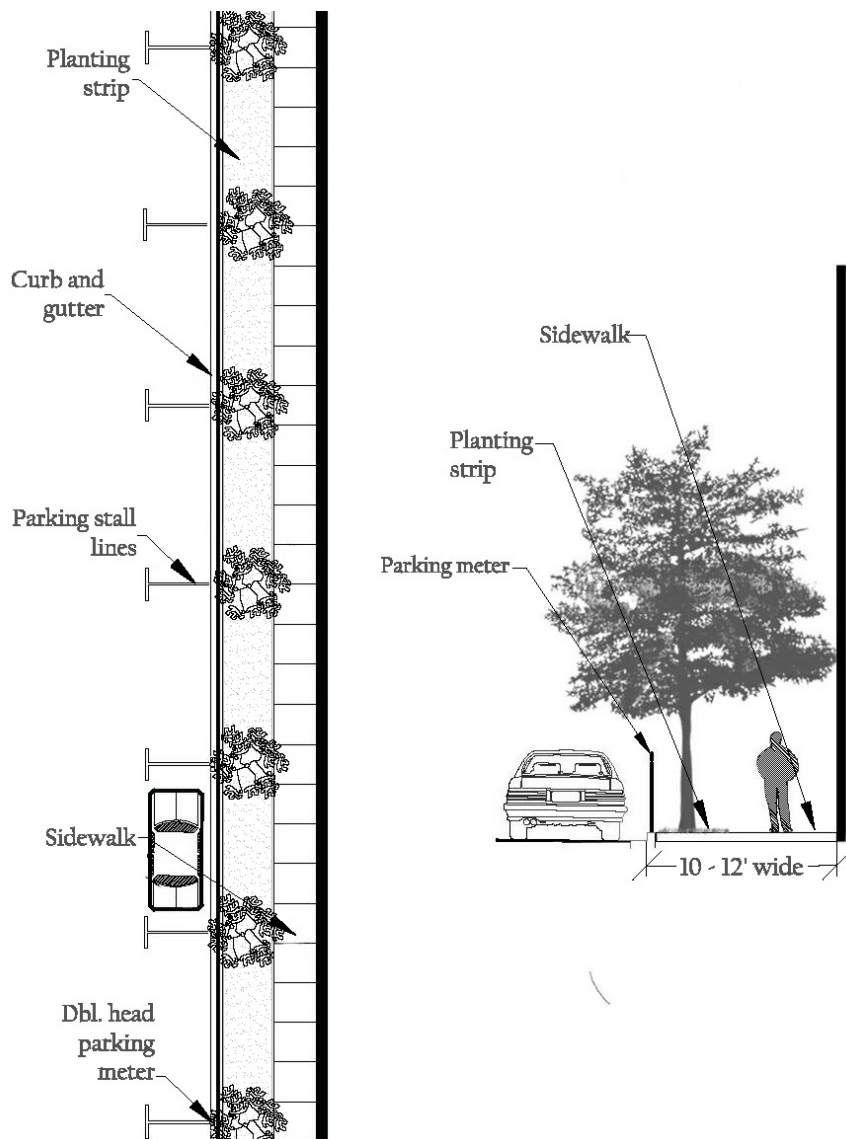 Planting
strip
Curb and
gutter
Parking stall
lines
Sidewalk
Dbl. head
parking
meter
Sidewalk
Planting
strip
Parking meter
10 - 12' wide